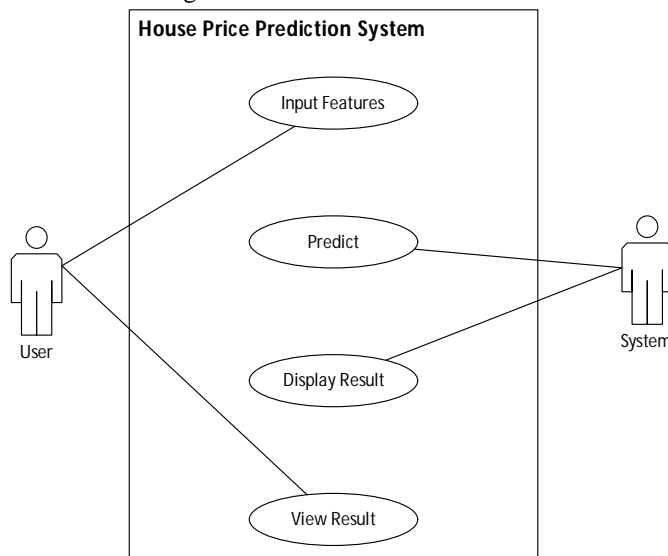 House Price Prediction System
Input Features
Predict
User
System
Display Result
View Result